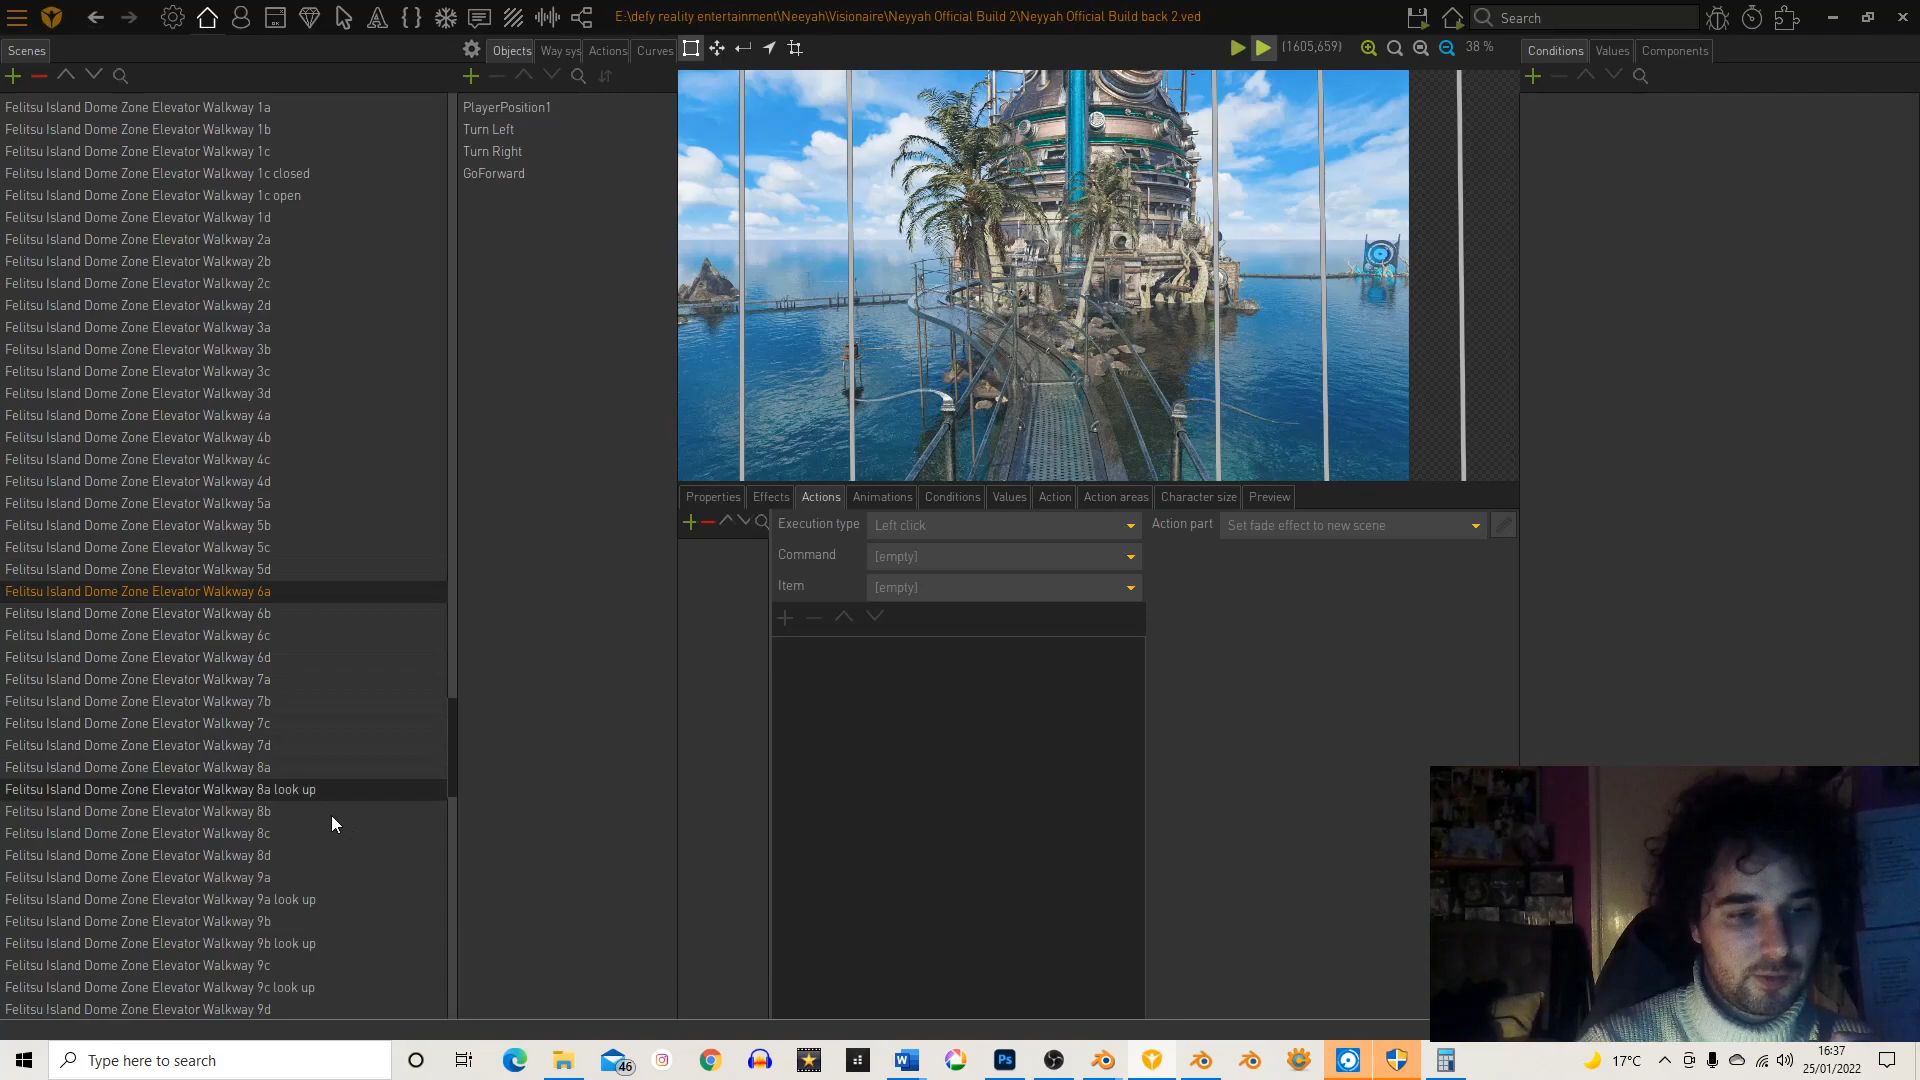 E:\defy reality entertainment\Neeyah\Visionaire\Neyyah Official Build 2\Neyyah Official Build back 2.ved
Search
Scenes
Objects
Way sys
Actions
Curves
(1605,659)
38 %
Conditions
Values
Components
Felitsu Island Dome Zone Elevator Walkway 1a
Felitsu Island Dome Zone Elevator Walkway 1b
Felitsu Island Dome Zone Elevator Walkway 1c
Felitsu Island Dome Zone Elevator Walkway 1c closed
Felitsu Island Dome Zone Elevator Walkway 1c open
Felitsu Island Dome Zone Elevator Walkway 1d
Felitsu Island Dome Zone Elevator Walkway 2a
Felitsu Island Dome Zone Elevator Walkway 2b
Felitsu Island Dome Zone Elevator Walkway 2c
Felitsu Island Dome Zone Elevator Walkway 2d
Felitsu Island Dome Zone Elevator Walkway 3a
Felitsu Island Dome Zone Elevator Walkway 3b
Felitsu Island Dome Zone Elevator Walkway 3c
Felitsu Island Dome Zone Elevator Walkway 3d
Felitsu Island Dome Zone Elevator Walkway 4a
Felitsu Island Dome Zone Elevator Walkway 4b
Felitsu Island Dome Zone Elevator Walkway 4c
Felitsu Island Dome Zone Elevator Walkway 4d
Felitsu Island Dome Zone Elevator Walkway 5a
Felitsu Island Dome Zone Elevator Walkway 5b
Felitsu Island Dome Zone Elevator Walkway 5c
Felitsu Island Dome Zone Elevator Walkway 5d
Felitsu Island Dome Zone Elevator Walkway 6a
Felitsu Island Dome Zone Elevator Walkway 6b
Felitsu Island Dome Zone Elevator Walkway 6c
Felitsu Island Dome Zone Elevator Walkway 6d
Felitsu Island Dome Zone Elevator Walkway 7a
Felitsu Island Dome Zone Elevator Walkway 7b
Felitsu Island Dome Zone Elevator Walkway 7c
Felitsu Island Dome Zone Elevator Walkway 7d
Felitsu Island Dome Zone Elevator Walkway 8a
Felitsu Island Dome Zone Elevator Walkway 8a look up
Felitsu Island Dome Zone Elevator Walkway 8b
Felitsu Island Dome Zone Elevator Walkway 8c
Felitsu Island Dome Zone Elevator Walkway 8d
Felitsu Island Dome Zone Elevator Walkway 9a
Felitsu Island Dome Zone Elevator Walkway 9a look up
Felitsu Island Dome Zone Elevator Walkway 9b
Felitsu Island Dome Zone Elevator Walkway 9b look up
Felitsu Island Dome Zone Elevator Walkway 9c
Felitsu Island Dome Zone Elevator Walkway 9c look up
Felitsu Island Dome Zone Elevator Walkway 9d
PlayerPosition1
Turn Left
Turn Right
GoForward
Properties
Effects
Actions
Animations
Conditions
Values
Action
Action areas
Character size
Preview
Execution type
Left click
Action part
Set fade effect to new scene
Command
[empty]
Item
[empty]
Type here to search
46
Ps
17°C
16:37
25/01/2022